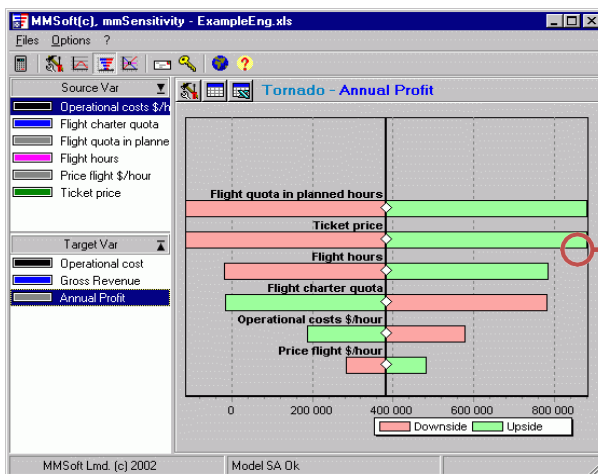 MMSoft(c), mmSensitivity - ExampleEng.xls
Files Options ?
Source Var
Operational costs $/h
Flight charter quota
Flight quota in planne
Flight hours
Price flight $/hour
Ticket price
Target Var
Operational cost
Gross Revenue
Annual Profit
Tornado - Annual Profit
Flight quota in planned hours
Ticket price
Flight hours
Flight charter quota
Operational costs $/hour
Price flight $/hour
0 200 000 400 000 600 000 800 000
Downside Upside
MMSoft Lmd. (c) 2002 Model SA Ok